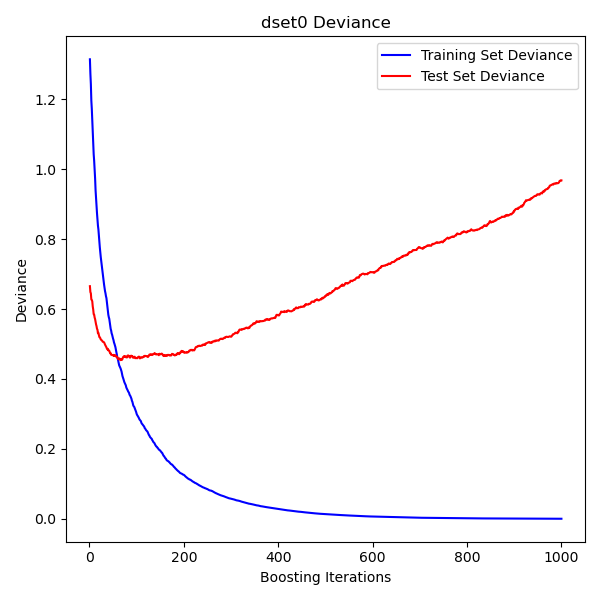 dset0 Deviance
Training Set Deviance
Test Set Deviance
Deviance
1.2
1.0
0.8
0.6
0.4
0.2
0.0
0 200 400 600 800 1000
Boosting Iterations